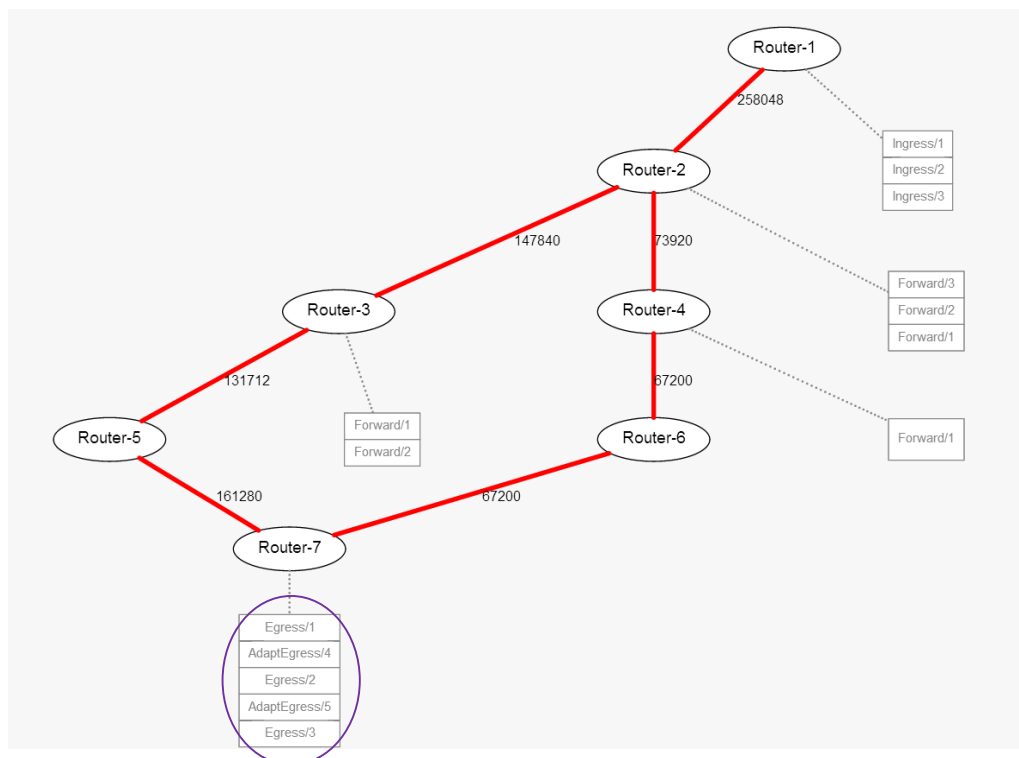 Router-1
258048
Ingress/1
Ingress/2
Ingress/3
Router-2
147840
73920
Forward/3
Forward/2
Forward/1
Router-3
Router-4
131712
67200
Forward/1
Forward/2
Forward/1
Router-5
Router-6
161280
67200
Router-7
Egress/1
AdaptEgress/4
Egress/2
AdaptEgress/5
Egress/3